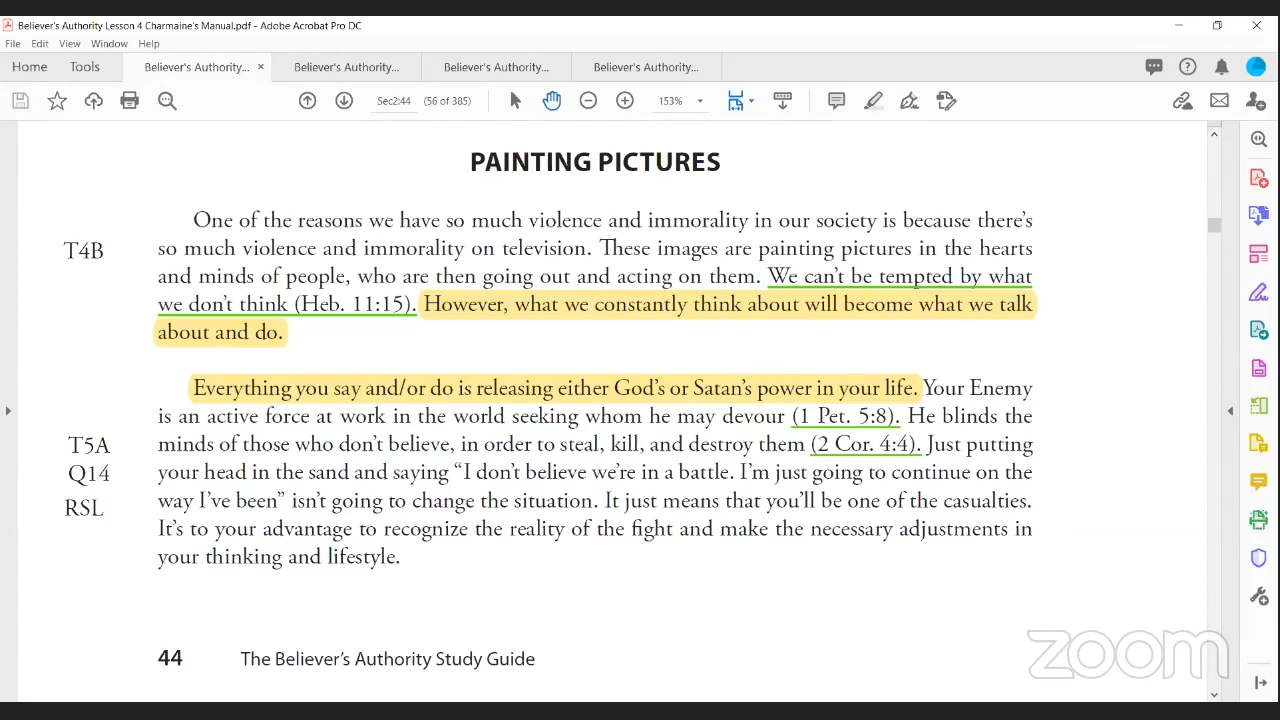 Believer's Authority Lesson 4 Charmaine's Manual.pdf - Adobe Acrobat Pro DC
File Edit View Window Help
Home Tools Believer's Authority... × Believer's Authority... Believer's Authority... Believer's Authority...
Sec2:44 (56 of 385) 153%
PAINTING PICTURES
One of the reasons we have so much violence and immorality in our society is because there's
T4B so much violence and immorality on television. These images are painting pictures in the hearts
and minds of people, who are then going out and acting on them. We can't be tempted by what
we don't think (Heb. 11:15). However, what we constantly think about will become what we talk
about and do.
Everything you say and/or do is releasing either God's or Satan's power in your life. Your Enemy
is an active force at work in the world seeking whom he may devour (1 Pet. 5:8). He blinds the
T5A minds of those who don't believe, in order to steal, kill, and destroy them (2 Cor. 4:4). Just putting
Q14 your head in the sand and saying "I don't believe we're in a battle. I'm just going to continue on the
RSL way I've been" isn't going to change the situation. It just means that you'll be one of the casualties.
It's to your advantage to recognize the reality of the fight and make the necessary adjustments in
your thinking and lifestyle.
44 The Believer's Authority Study Guide
zoom